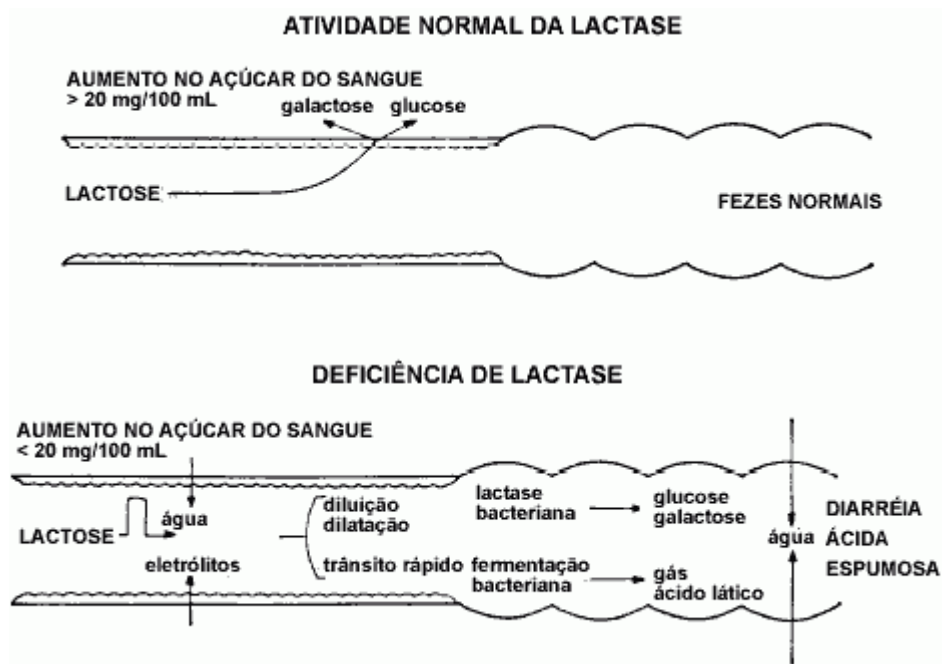 ATIVIDADE NORMAL DA LACTASE
AUMENTO NO AÇÚCAR DO SANGUE
> 20 mg/100 mL
galactose glucose
LACTOSE
FEZES NORMAIS
DEFICIÊNCIA DE LACTASE
AUMENTO NO AÇÚCAR DO SANGUE
< 20 mg/100 mL
LACTOSE
água
eletrólitos
diluição
dilatação
trânsito rápido
lactase
bacteriana
glucose
galactose
fermentação
bacteriana
gás
ácido lático
água
DIARRÉIA
ÁCIDA
ESPUMOSA